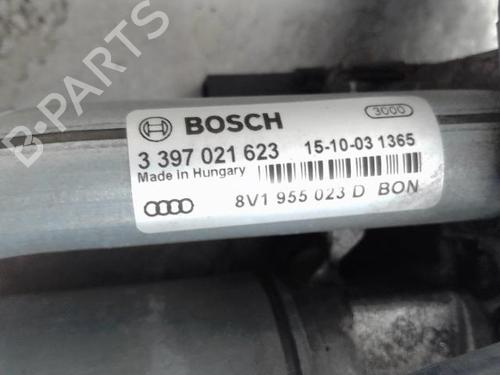 B-PARTS
BOSCH 3000
3 397 021 623 15-10-03 1365
Made in Hungary
8V1 955 023 D BON